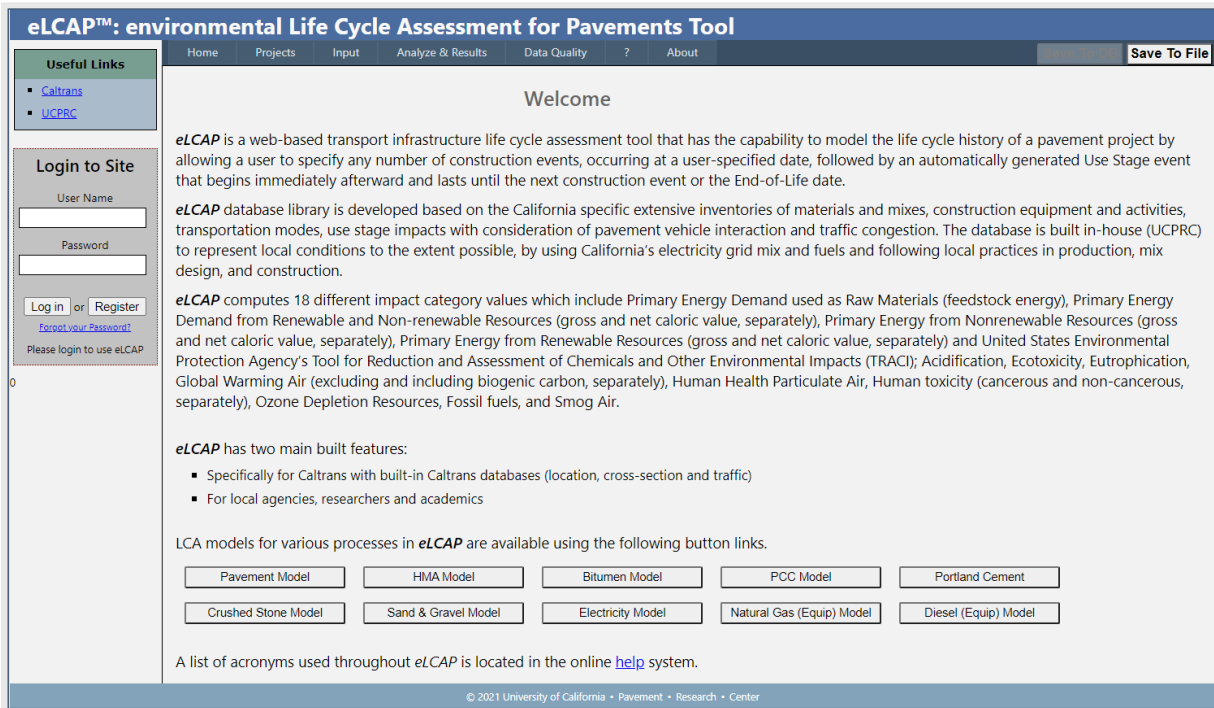 eLCAP™: environmental Life Cycle Assessment for Pavements Tool
Home Projects Input Analyze & Results Data Quality ? About
Save To File
Useful Links
Caltrans
UCPRC
Login to Site
User Name
Password
Log in or Register
Forgot your Password?
Please login to use eLCAP
0
Welcome
eLCAP is a web-based transport infrastructure life cycle assessment tool that has the capability to model the life cycle history of a pavement project by
allowing a user to specify any number of construction events, occurring at a user-specified date, followed by an automatically generated Use Stage event
that begins immediately afterward and lasts until the next construction event or the End-of-Life date.
eLCAP database library is developed based on the California specific extensive inventories of materials and mixes, construction equipment and activities,
transportation modes, use stage impacts with consideration of pavement vehicle interaction and traffic congestion. The database is built in-house (UCPRC)
to represent local conditions to the extent possible, by using California's electricity grid mix and fuels and following local practices in production, mix
design, and construction.
eLCAP computes 18 different impact category values which include Primary Energy Demand used as Raw Materials (feedstock energy), Primary Energy
Demand from Renewable and Non-renewable Resources (gross and net caloric value, separately), Primary Energy from Nonrenewable Resources (gross
and net caloric value, separately), Primary Energy from Renewable Resources (gross and net caloric value, separately) and United States Environmental
Protection Agency's Tool for Reduction and Assessment of Chemicals and Other Environmental Impacts (TRACI); Acidification, Ecotoxicity, Eutrophication,
Global Warming Air (excluding and including biogenic carbon, separately), Human Health Particulate Air, Human toxicity (cancerous and non-cancerous,
separately), Ozone Depletion Resources, Fossil fuels, and Smog Air.
eLCAP has two main built features:
▪ Specifically for Caltrans with built-in Caltrans databases (location, cross-section and traffic)
▪ For local agencies, researchers and academics
LCA models for various processes in eLCAP are available using the following button links.
Pavement Model HMA Model Bitumen Model PCC Model Portland Cement
Crushed Stone Model Sand & Gravel Model Electricity Model Natural Gas (Equip) Model Diesel (Equip) Model
A list of acronyms used throughout eLCAP is located in the online help system.
© 2021 University of California • Pavement • Research • Center